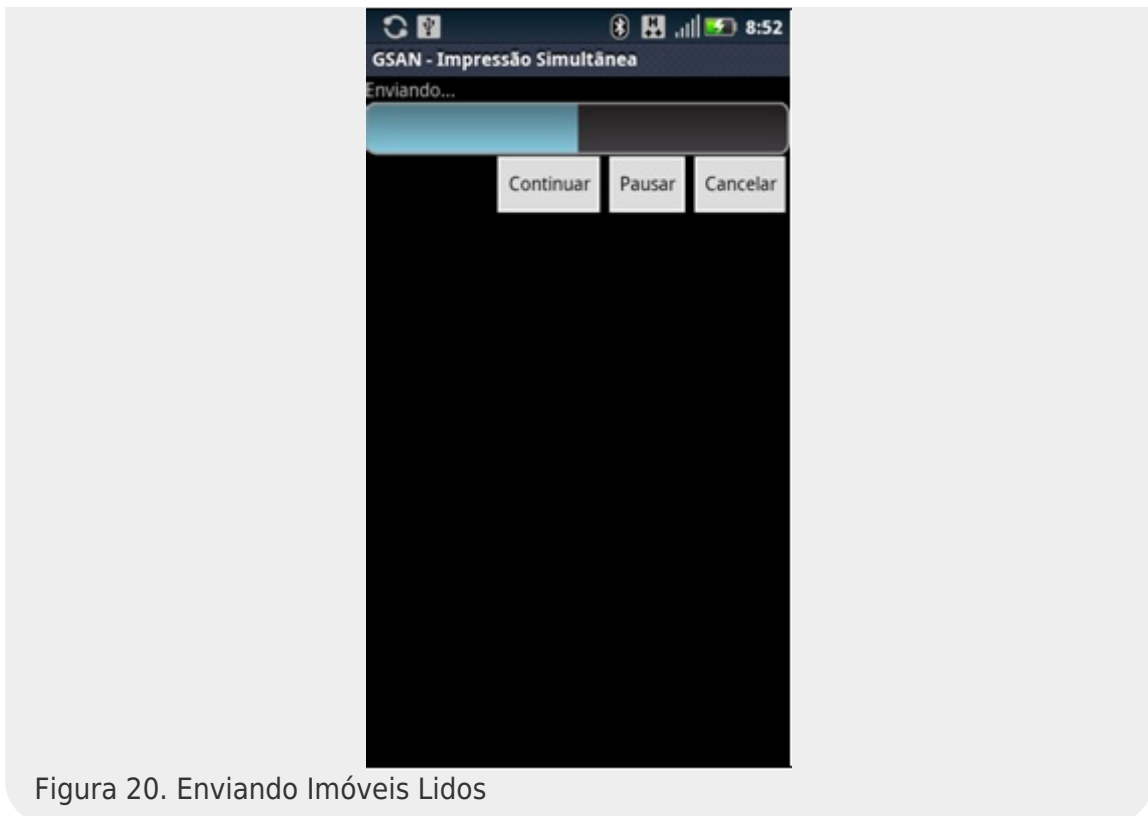 8:52
GSAN - Impressão Simultânea
Enviando...
Continuar Pausar Cancelar
Figura 20. Enviando Imóveis Lidos